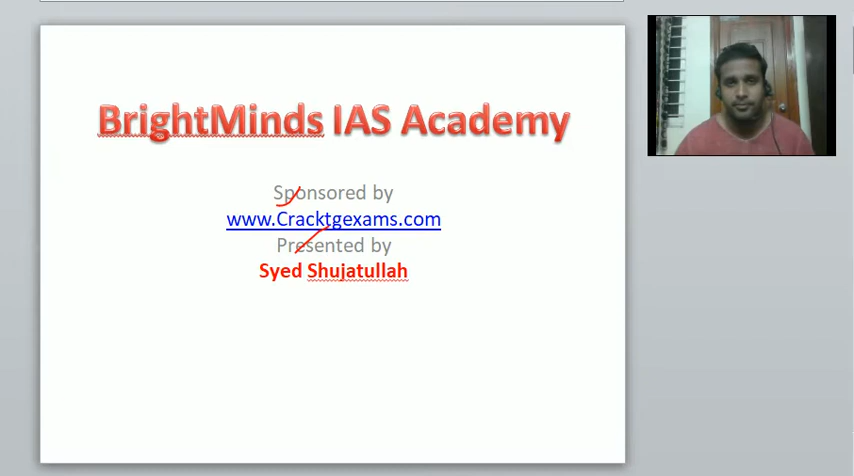 BrightMinds IAS Academy
Sponsored by
www.Cracktgexams.com
Presented by
Syed Shujatullah